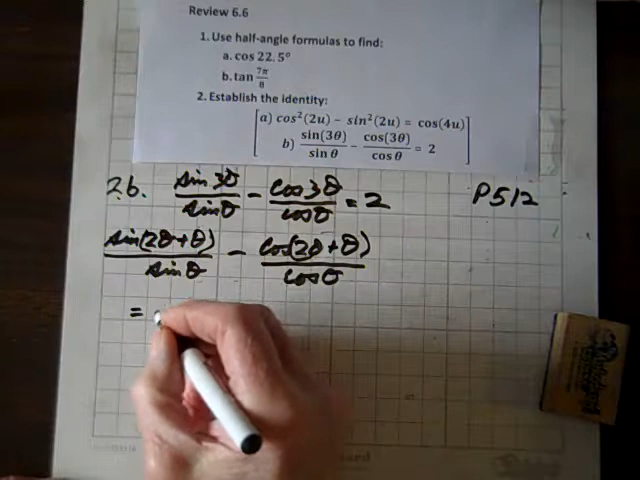 Review 6.6
1. Use half-angle formulas to find:
a. cos 22.5°
b. tan 7π/8
2. Establish the identity:
a) cos²(2u) − sin²(2u) = cos(4u)
b) sin(3θ)/sin θ − cos(3θ)/cos θ = 2
2b. sin3θ/sinθ − cos3θ/cosθ = 2 P512
sin(2θ+θ)/sinθ − cos(2θ+θ)/cosθ
=